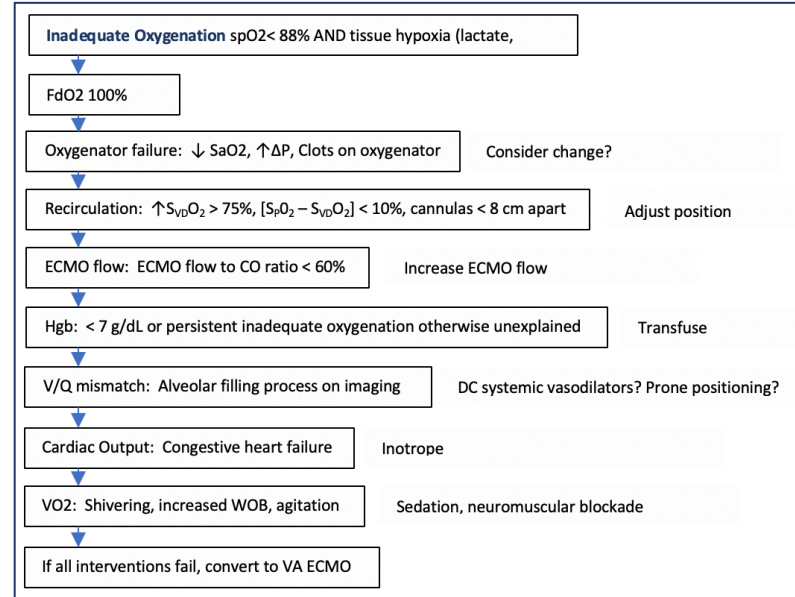 Inadequate Oxygenation spO2< 88% AND tissue hypoxia (lactate,
FdO2 100%
Oxygenator failure: ↓ SaO2, ↑ΔP, Clots on oxygenator Consider change?
Recirculation: ↑SVDO2 > 75%, [SP02 – SVDO2] < 10%, cannulas < 8 cm apart Adjust position
ECMO flow: ECMO flow to CO ratio < 60% Increase ECMO flow
Hgb: < 7 g/dL or persistent inadequate oxygenation otherwise unexplained Transfuse
V/Q mismatch: Alveolar filling process on imaging DC systemic vasodilators? Prone positioning?
Cardiac Output: Congestive heart failure Inotrope
VO2: Shivering, increased WOB, agitation Sedation, neuromuscular blockade
If all interventions fail, convert to VA ECMO